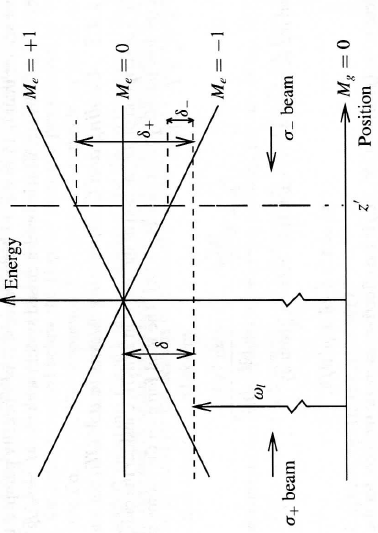 Energy
M_e = +1
M_e = 0
M_e = −1
δ_+
δ_−
δ
ω_l
σ_+ beam
σ_− beam
M_g = 0
z′
Position